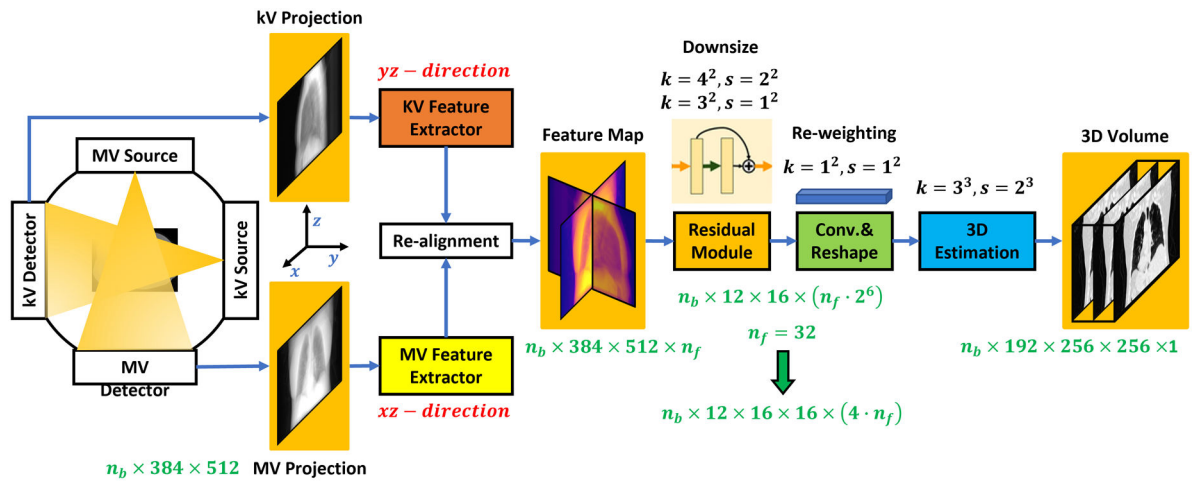 kV Projection
yz − direction
KV Feature
Extractor
MV Source
kV Detector
kV Source
MV
Detector
z
y
x
Re-alignment
MV Feature
Extractor
xz − direction
MV Projection
n_b × 384 × 512
Feature Map
n_b × 384 × 512 × n_f
Downsize
k = 4², s = 2²
k = 3², s = 1²
Residual
Module
Re-weighting
k = 1², s = 1²
Conv.&
Reshape
n_b × 12 × 16 × (n_f · 2⁶)
n_f = 32
n_b × 12 × 16 × 16 × (4 · n_f)
k = 3³, s = 2³
3D
Estimation
3D Volume
n_b × 192 × 256 × 256 ×1